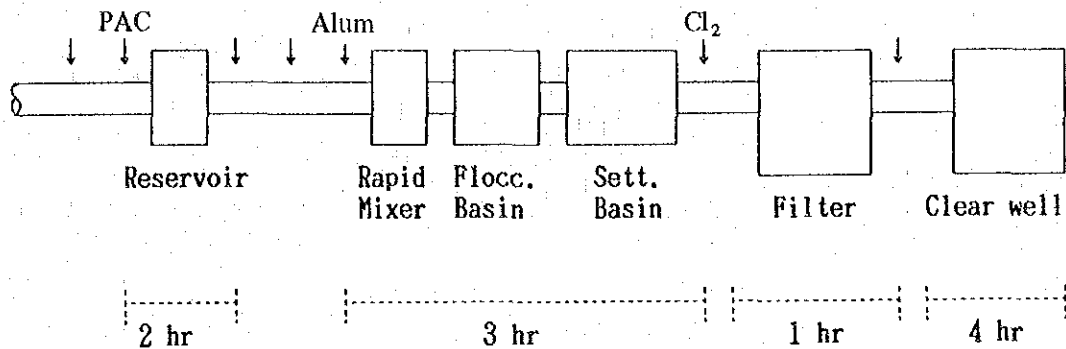 PAC Alum Cl₂
Reservoir Rapid Flocc. Sett. Filter Clear well
Mixer Basin Basin
2 hr 3 hr 1 hr 4 hr